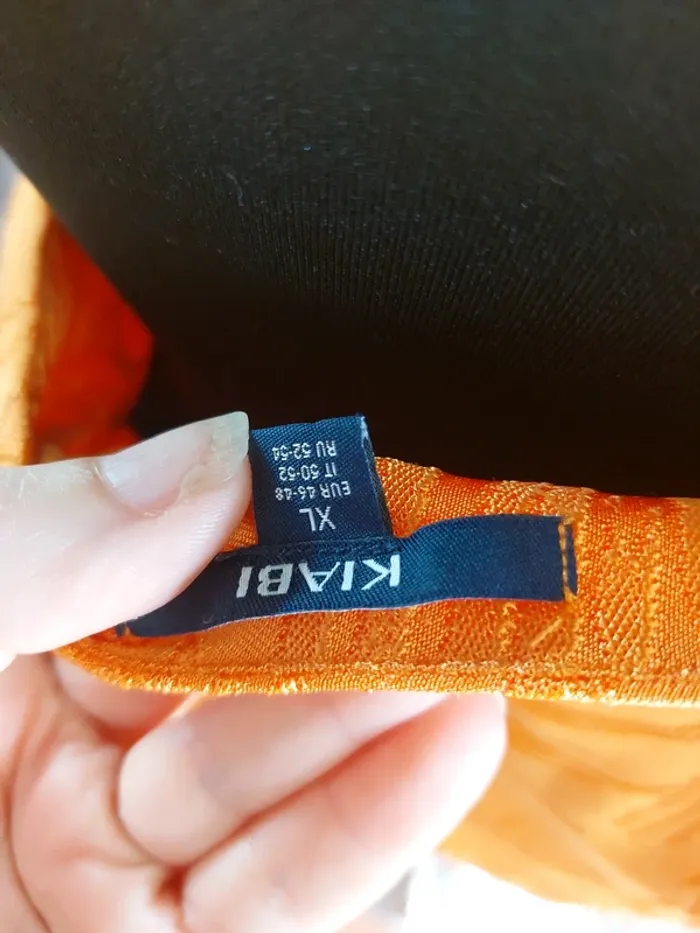 KIABI
XL
EUR 46-48
IT 50-52
RU 52-54